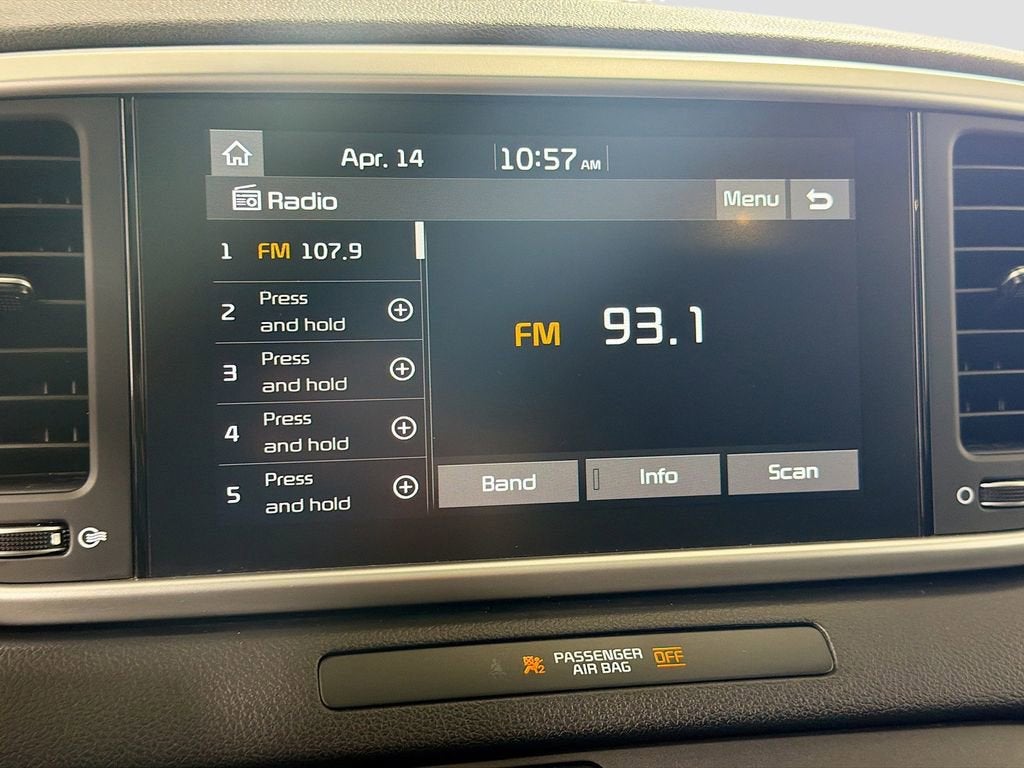 Apr. 14 10:57 AM
Radio Menu
1 FM 107.9
2 Press
and hold
3 Press
and hold
4 Press
and hold
5 Press
and hold
FM 93.1
Band Info Scan
PASSENGER
AIR BAG OFF
2